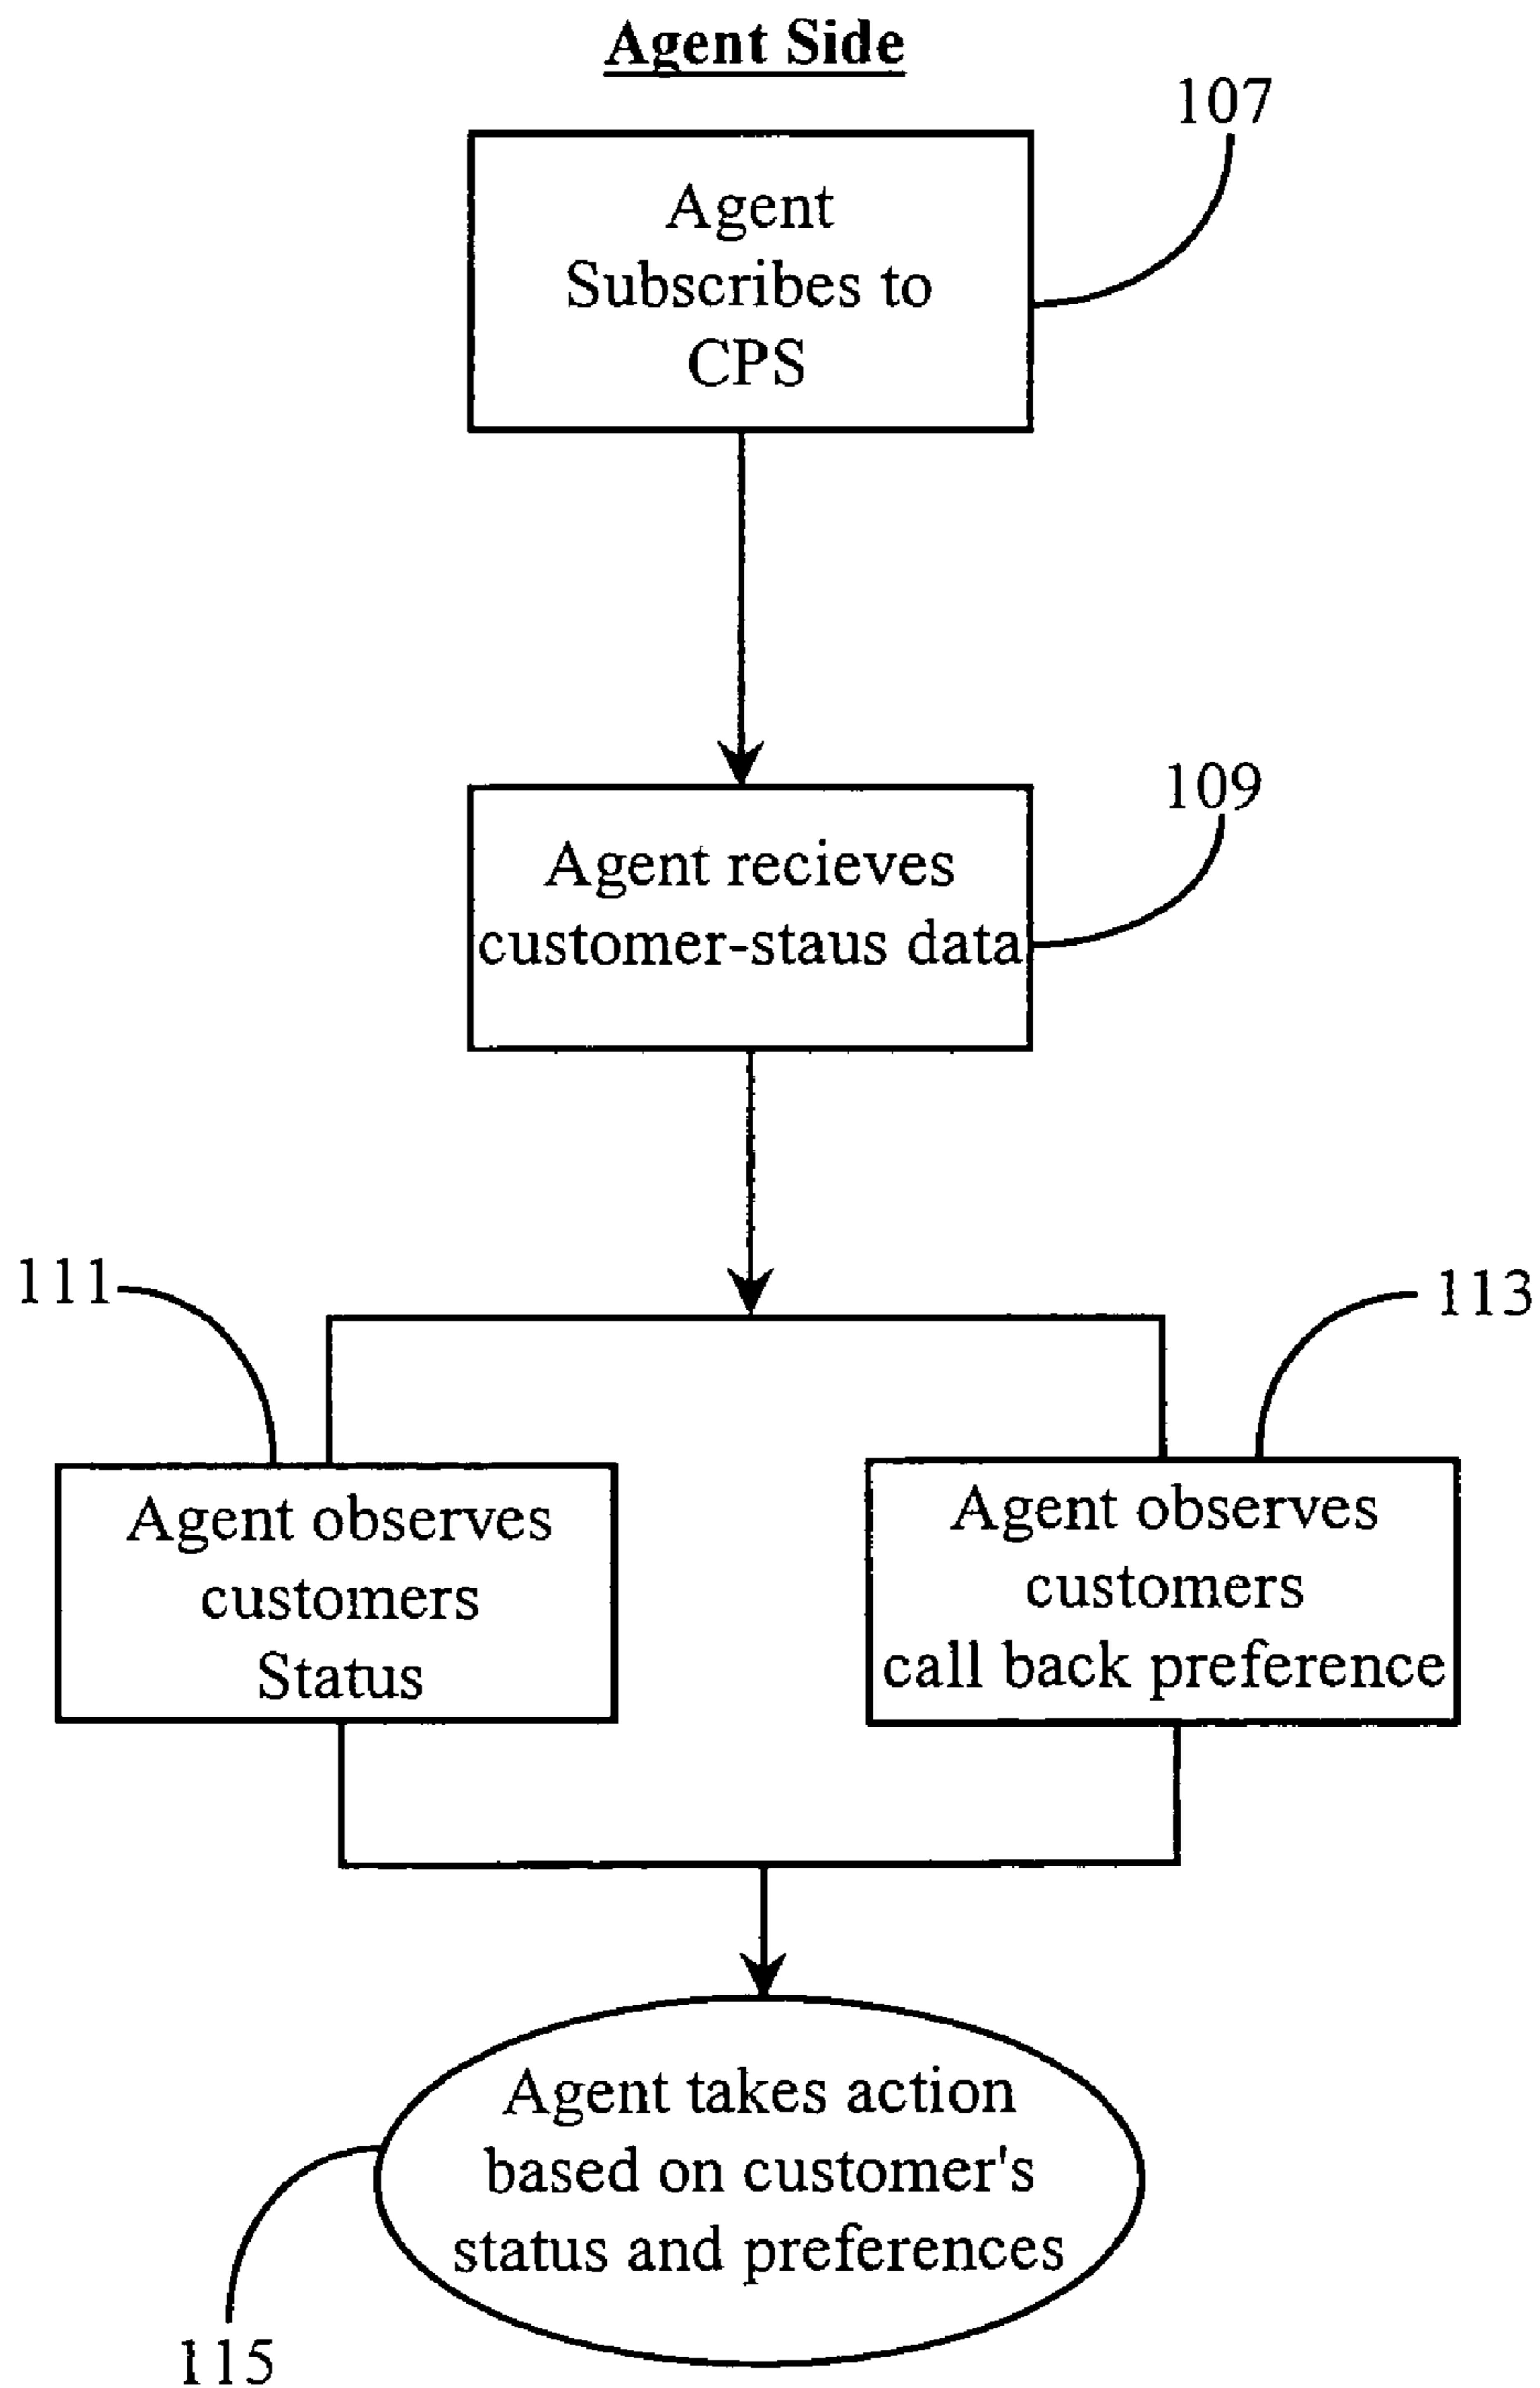 Agent Side
107
Agent
Subscribes to
CPS
109
Agent recieves
customer-staus data
111
113
Agent observes
customers
Status
Agent observes
customers
call back preference
Agent takes action
based on customer's
status and preferences
115